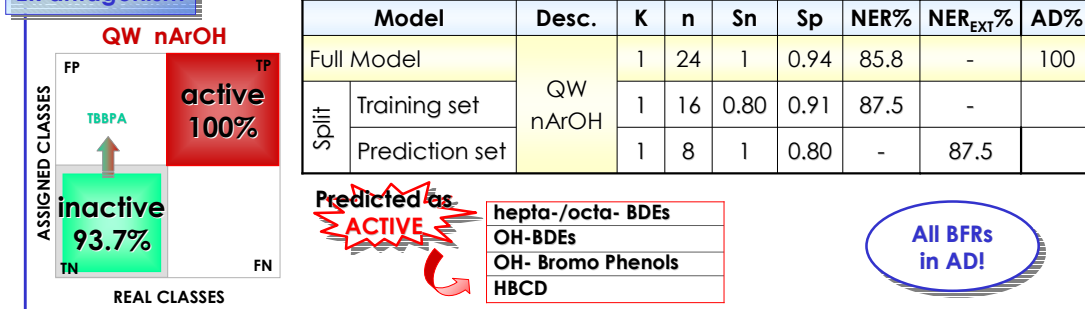 QW nArOH
FP
TP
active
100%
TBBPA
ASSIGNED CLASSES
inactive
93.7%
TN
FN
REAL CLASSES
Model Desc. K n Sn Sp NER% NEREXT% AD%
Full Model QW nArOH 1 24 1 0.94 85.8 - 100
Split
Training set 1 16 0.80 0.91 87.5 -
Prediction set 1 8 1 0.80 - 87.5
Predicted as
ACTIVE
hepta-/octa- BDEs
OH-BDEs
OH- Bromo Phenols
HBCD
All BFRs
in AD!